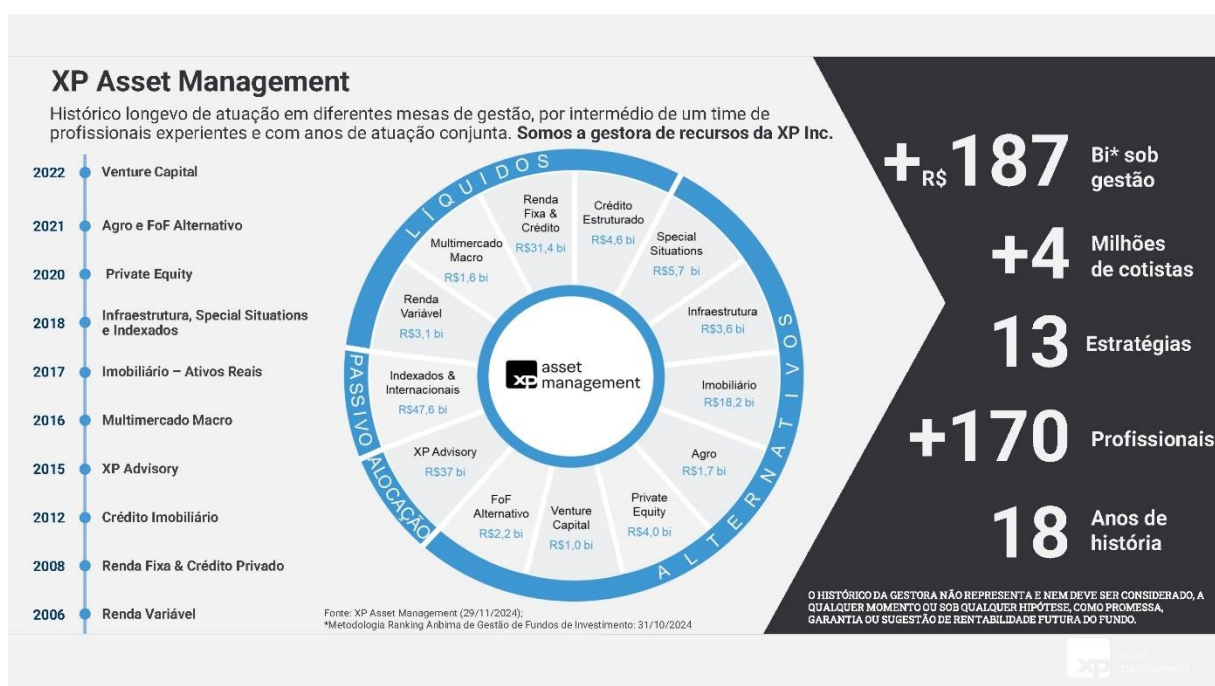 XP Asset Management
Histórico longevo de atuação em diferentes mesas de gestão, por intermédio de um time de
profissionais experientes e com anos de atuação conjunta. Somos a gestora de recursos da XP Inc.
2022 Venture Capital
2021 Agro e FoF Alternativo
2020 Private Equity
2018 Infraestrutura, Special Situations
e Indexados
2017 Imobiliário – Ativos Reais
2016 Multimercado Macro
2015 XP Advisory
2012 Crédito Imobiliário
2008 Renda Fixa & Crédito Privado
2006 Renda Variável
LÍQUIDOS
Renda
Variável
R$3,1 bi
Multimercado
Macro
R$1,6 bi
Renda
Fixa &
Crédito
R$31,4 bi
Crédito
Estruturado
R$4,6 bi
ALTERNATIVOS
Special
Situations
R$5,7 bi
Infraestrutura
R$3,6 bi
Imobiliário
R$18,2 bi
Agro
R$1,7 bi
Private
Equity
R$4,0 bi
Venture
Capital
R$1,0 bi
FoF
Alternativo
R$2,2 bi
ALOCAÇÃO
XP Advisory
R$37 bi
PASSIVO
Indexados &
Internacionais
R$47,6 bi
xp asset
management
Fonte: XP Asset Management (29/11/2024);
*Metodologia Ranking Anbima de Gestão de Fundos de Investimento: 31/10/2024
+R$187 Bi* sob
gestão
+4 Milhões
de cotistas
13 Estratégias
+170 Profissionais
18 Anos de
história
O HISTÓRICO DA GESTORA NÃO REPRESENTA E NEM DEVE SER CONSIDERADO, A
QUALQUER MOMENTO OU SOB QUALQUER HIPÓTESE, COMO PROMESSA,
GARANTIA OU SUGESTÃO DE RENTABILIDADE FUTURA DO FUNDO.
xp asset
management